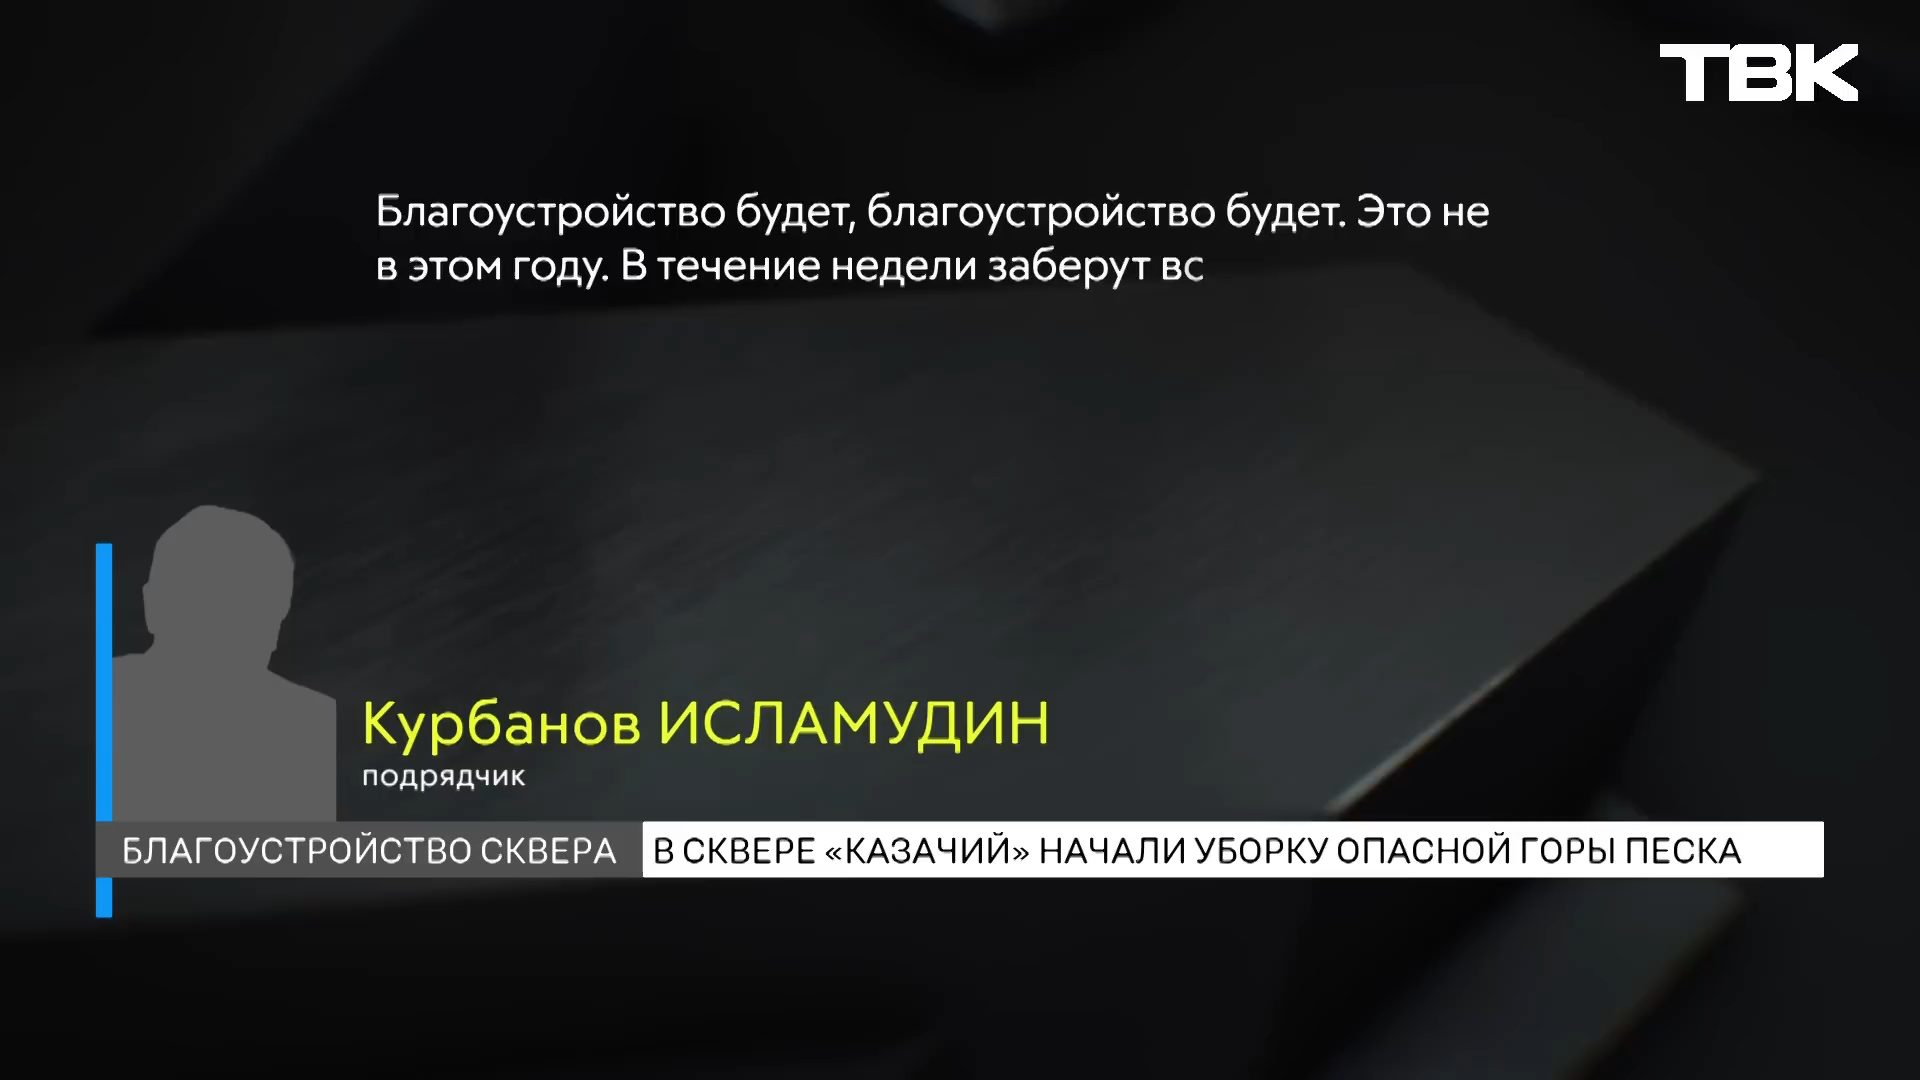 ТВК
Благоустройство будет, благоустройство будет. Это не
в этом году. В течение недели заберут вс
Курбанов ИСЛАМУДИН
подрядчик
БЛАГОУСТРОЙСТВО СКВЕРА
В СКВЕРЕ «КАЗАЧИЙ» НАЧАЛИ УБОРКУ ОПАСНОЙ ГОРЫ ПЕСКА